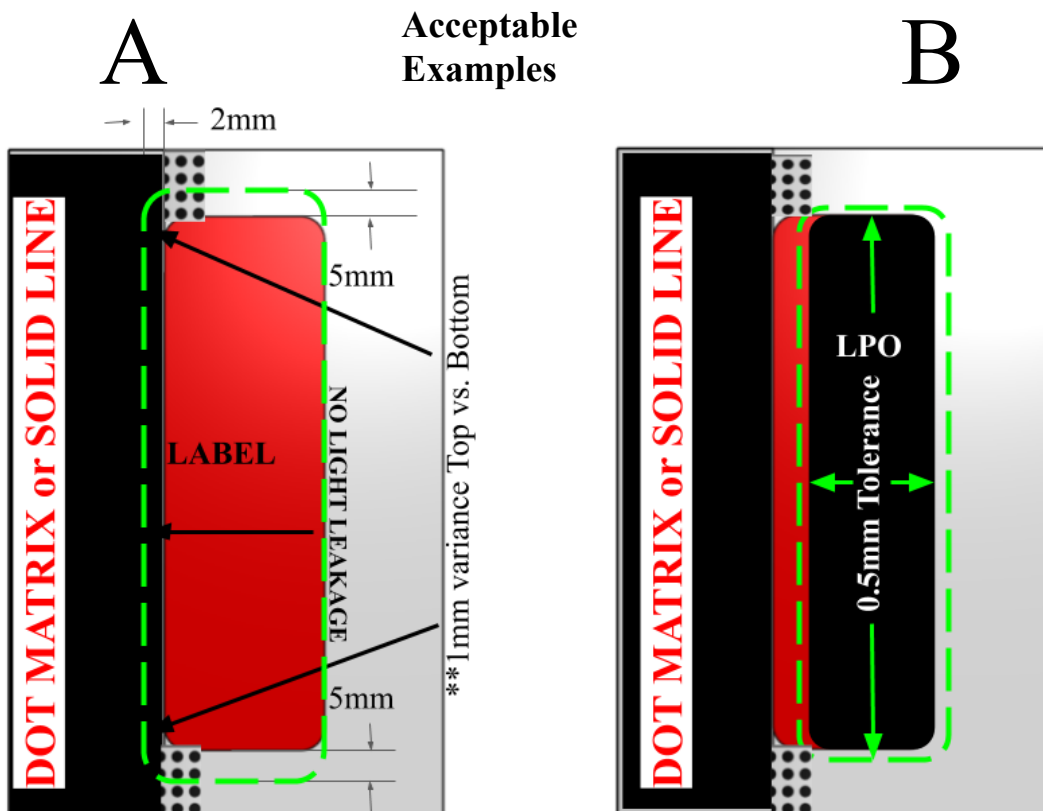 A
Acceptable
Examples
B
2mm
DOT MATRIX or SOLID LINE
5mm
LABEL
NO LIGHT LEAKAGE
**1mm variance Top vs. Bottom
5mm
DOT MATRIX or SOLID LINE
LPO
0.5mm Tolerance